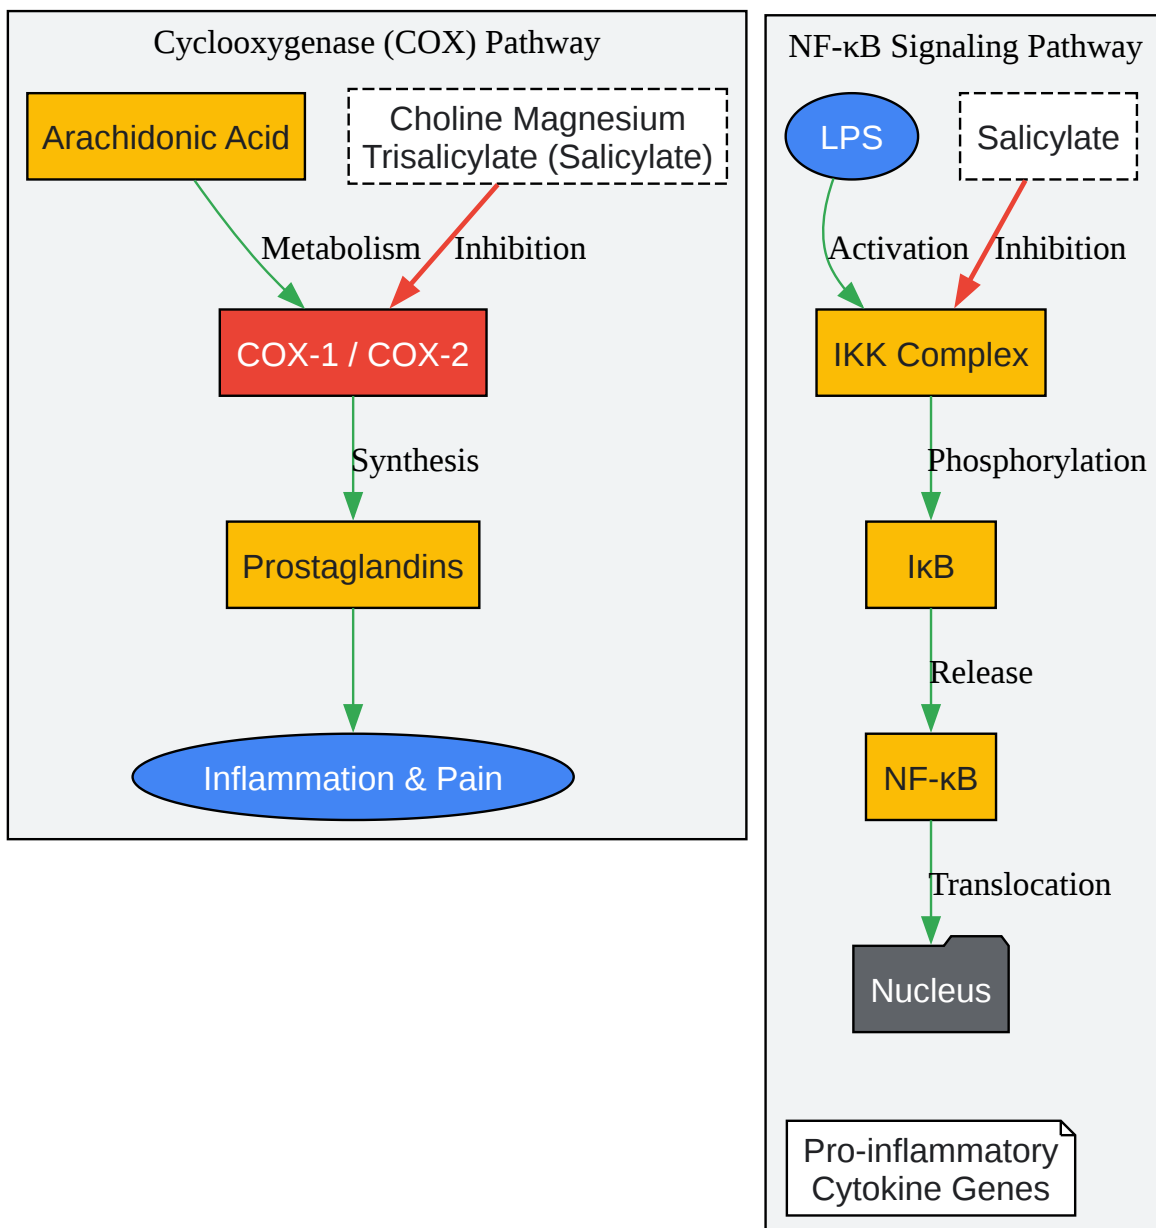 Cyclooxygenase (COX) Pathway
Arachidonic Acid
Choline Magnesium
Trisalicylate (Salicylate)
Metabolism
Inhibition
COX-1 / COX-2
Synthesis
Prostaglandins
Inflammation & Pain
NF-κB Signaling Pathway
LPS
Salicylate
Activation
Inhibition
IKK Complex
Phosphorylation
IκB
Release
NF-κB
Translocation
Nucleus
Pro-inflammatory
Cytokine Genes